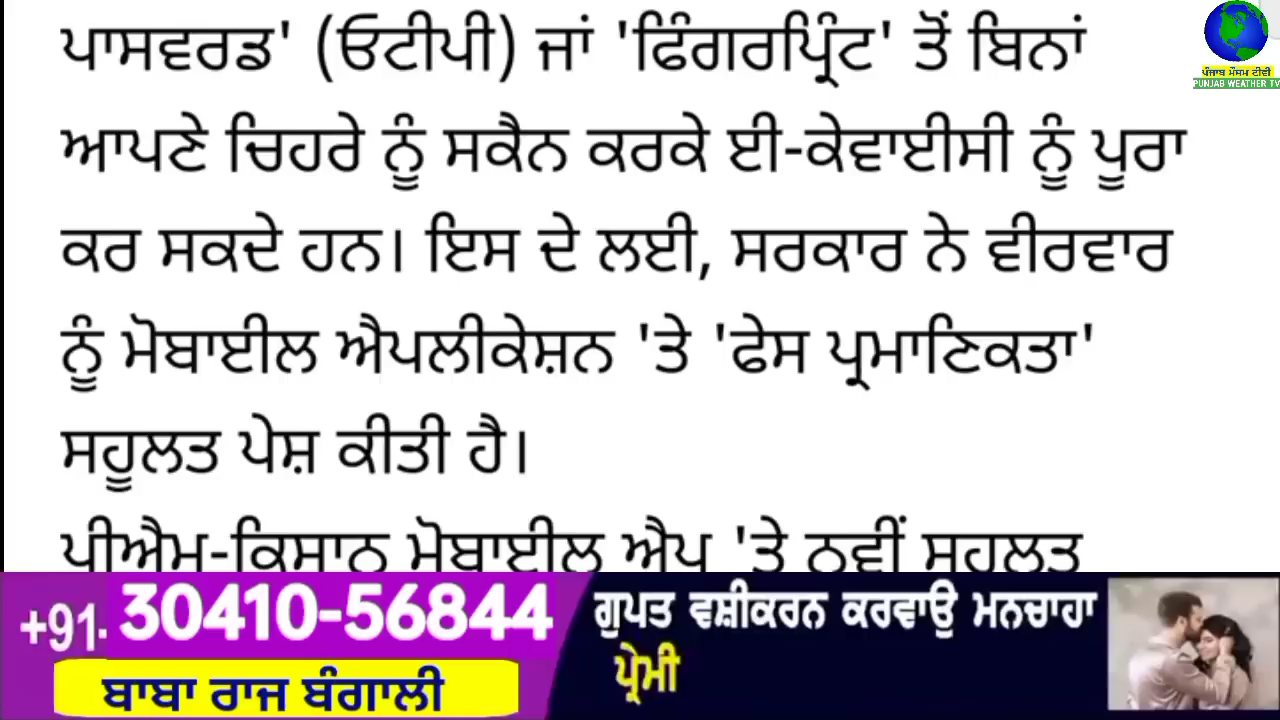 ਪਾਸਵਰਡ' (ਓਟੀਪੀ) ਜਾਂ 'ਫਿੰਗਰਪ੍ਰਿੰਟ' ਤੋਂ ਬਿਨਾਂ
ਆਪਣੇ ਚਿਹਰੇ ਨੂੰ ਸਕੈਨ ਕਰਕੇ ਈ-ਕੇਵਾਈਸੀ ਨੂੰ ਪੂਰਾ
ਕਰ ਸਕਦੇ ਹਨ। ਇਸ ਦੇ ਲਈ, ਸਰਕਾਰ ਨੇ ਵੀਰਵਾਰ
ਨੂੰ ਮੋਬਾਈਲ ਐਪਲੀਕੇਸ਼ਨ 'ਤੇ 'ਫੇਸ ਪ੍ਰਮਾਣਿਕਤਾ'
ਸਹੂਲਤ ਪੇਸ਼ ਕੀਤੀ ਹੈ।
ਪੀਐਮ-ਕਿਸਾਨ ਮੋਬਾਈਲ ਐਪ 'ਤੇ ਨਵੀਂ ਸਹੂਲਤ
ਪੰਜਾਬ ਮੌਸਮ ਟੀਵੀ
PUNJAB WEATHER TV
+91- 30410-56844
ਬਾਬਾ ਰਾਜ ਬੰਗਾਲੀ
ਗੁਪਤ ਵਸ਼ੀਕਰਨ ਕਰਵਾਉ ਮਨਚਾਹਾ
ਪ੍ਰੇਮੀ